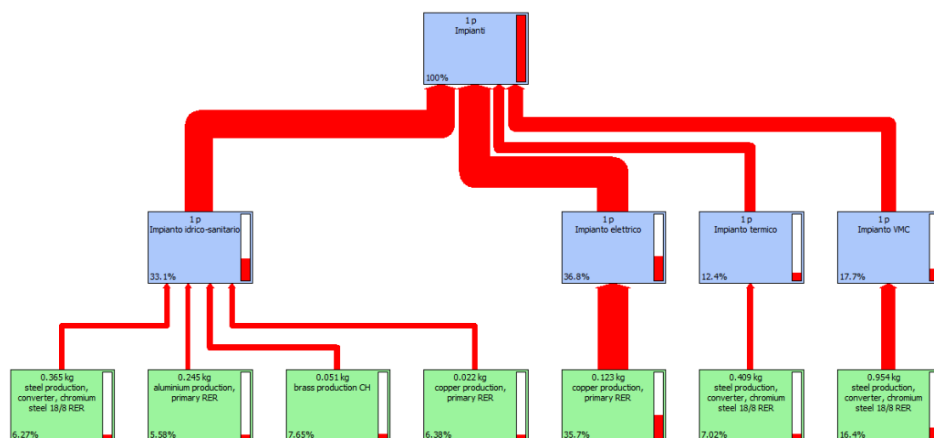 1 p
Impianti
100%
1 p
Impianto idrico-sanitario
33.1%
1 p
Impianto elettrico
36.8%
1 p
Impianto termico
12.4%
1 p
Impianto VMC
17.7%
0.365 kg
steel production,
converter, chromium
steel 18/8 RER
6.27%
0.245 kg
aluminium production,
primary RER
5.58%
0.051 kg
brass production CH
7.65%
0.022 kg
copper production,
primary RER
6.38%
0.123 kg
copper production,
primary RER
35.7%
0.409 kg
steel production,
converter, chromium
steel 18/8 RER
7.02%
0.954 kg
steel production,
converter, chromium
steel 18/8 RER
16.4%